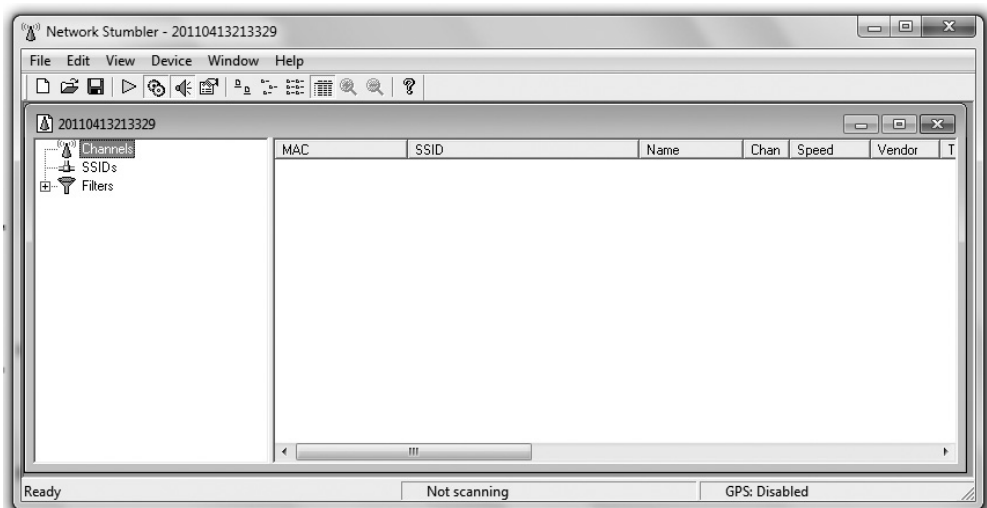 Network Stumbler - 20110413213329
File Edit View Device Window Help
20110413213329
Channels
SSIDs
Filters
MAC SSID Name Chan Speed Vendor T
Ready Not scanning GPS: Disabled